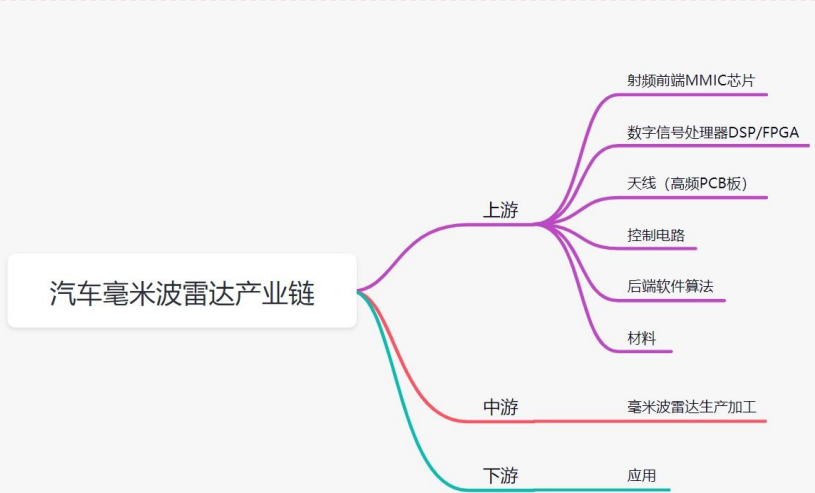 汽车毫米波雷达产业链
上游
射频前端MMIC芯片
数字信号处理器DSP/FPGA
天线（高频PCB板）
控制电路
后端软件算法
材料
中游
毫米波雷达生产加工
下游
应用